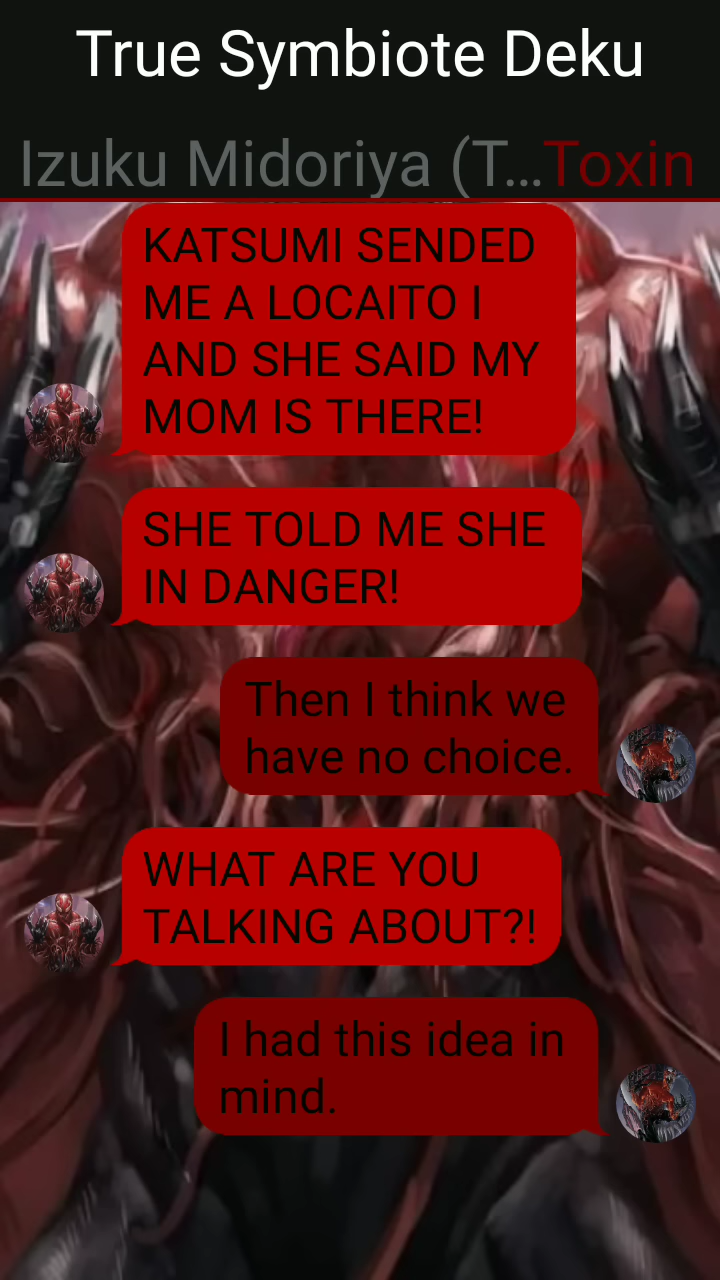 True Symbiote Deku
Izuku Midoriya (T...Toxin
KATSUMI SENDED
ME A LOCAITO I
AND SHE SAID MY
MOM IS THERE!
SHE TOLD ME SHE
IN DANGER!
Then I think we
have no choice.
WHAT ARE YOU
TALKING ABOUT?!
I had this idea in
mind.